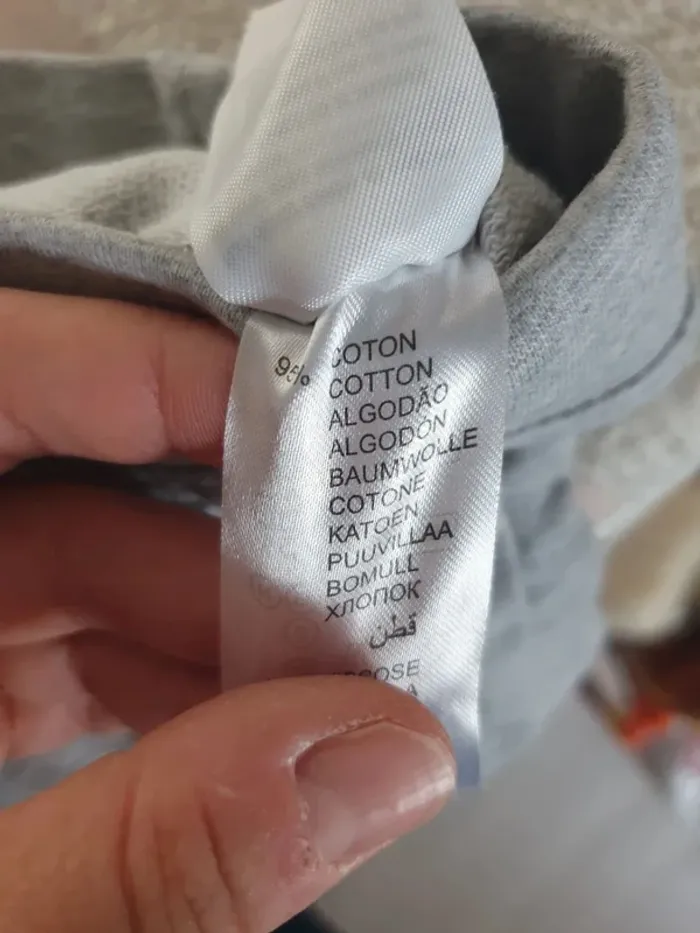 95% COTON
COTTON
ALGODÃO
ALGODÓN
BAUMWOLLE
COTONE
KATOEN
PUUVILLAA
BOMULL
ХЛОПОК
قطن